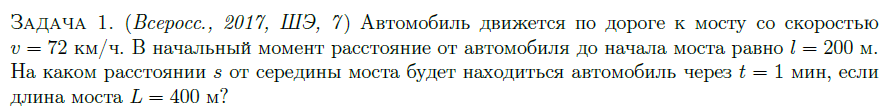 Задача 1. (Всеросс., 2017, ШЭ, 7) Автомобиль движется по дороге к мосту со скоростью
v = 72 км/ч. В начальный момент расстояние от автомобиля до начала моста равно l = 200 м.
На каком расстоянии s от середины моста будет находиться автомобиль через t = 1 мин, если
длина моста L = 400 м?